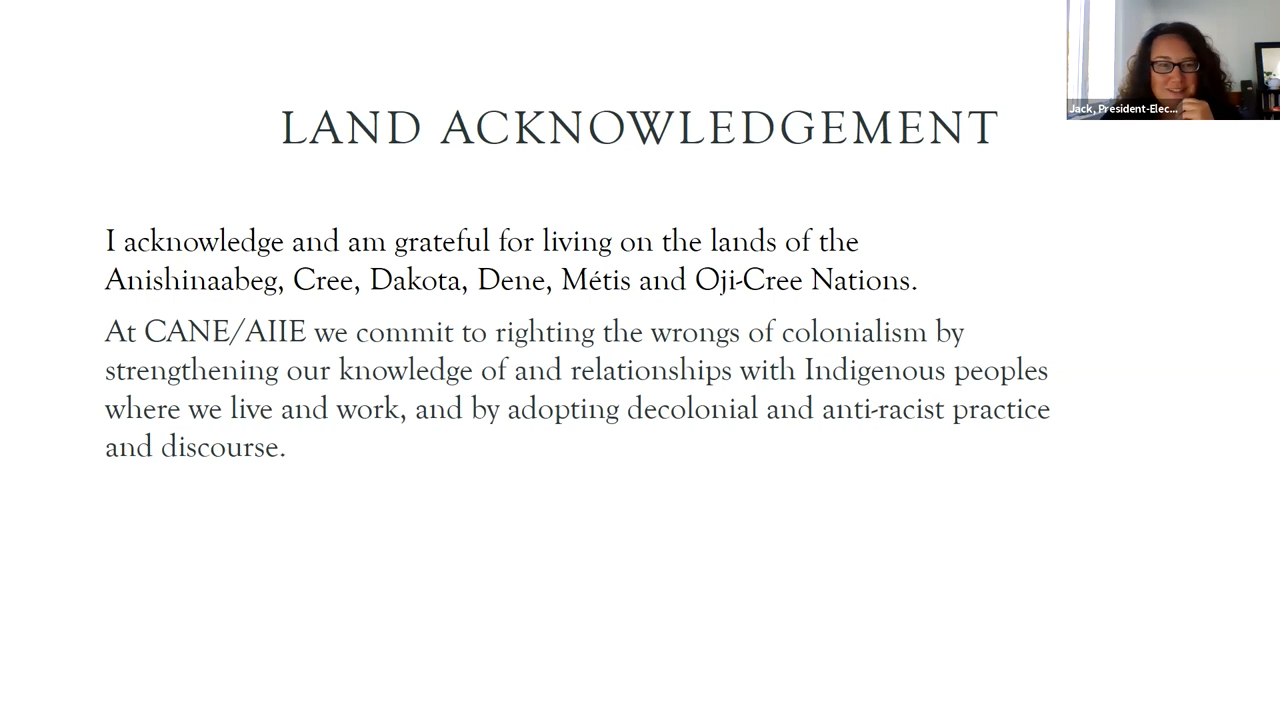 LAND ACKNOWLEDGEMENT
Jack, President-Elec...
I acknowledge and am grateful for living on the lands of the
Anishinaabeg, Cree, Dakota, Dene, Métis and Oji-Cree Nations.
At CANE/AIIE we commit to righting the wrongs of colonialism by
strengthening our knowledge of and relationships with Indigenous peoples
where we live and work, and by adopting decolonial and anti-racist practice
and discourse.